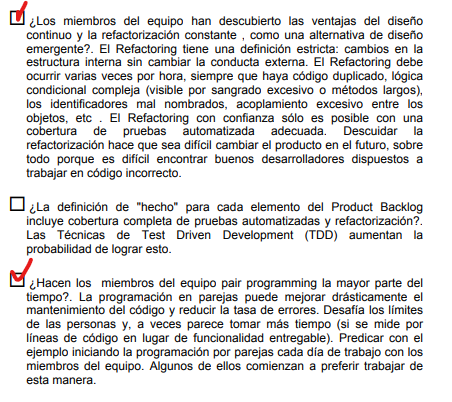 ¿Los miembros del equipo han descubierto las ventajas del diseño
continuo y la refactorización constante , como una alternativa de diseño
emergente?. El Refactoring tiene una definición estricta: cambios en la
estructura interna sin cambiar la conducta externa. El Refactoring debe
ocurrir varias veces por hora, siempre que haya código duplicado, lógica
condicional compleja (visible por sangrado excesivo o métodos largos),
los identificadores mal nombrados, acoplamiento excesivo entre los
objetos, etc . El Refactoring con confianza sólo es posible con una
cobertura de pruebas automatizada adecuada. Descuidar la
refactorización hace que sea difícil cambiar el producto en el futuro, sobre
todo porque es difícil encontrar buenos desarrolladores dispuestos a
trabajar en código incorrecto.
¿La definición de "hecho" para cada elemento del Product Backlog
incluye cobertura completa de pruebas automatizadas y refactorización?.
Las Técnicas de Test Driven Development (TDD) aumentan la
probabilidad de lograr esto.
¿Hacen los miembros del equipo pair programming la mayor parte del
tiempo?. La programación en parejas puede mejorar drásticamente el
mantenimiento del código y reducir la tasa de errores. Desafía los límites
de las personas y, a veces parece tomar más tiempo (si se mide por
líneas de código en lugar de funcionalidad entregable). Predicar con el
ejemplo iniciando la programación por parejas cada día de trabajo con los
miembros del equipo. Algunos de ellos comienzan a preferir trabajar de
esta manera.